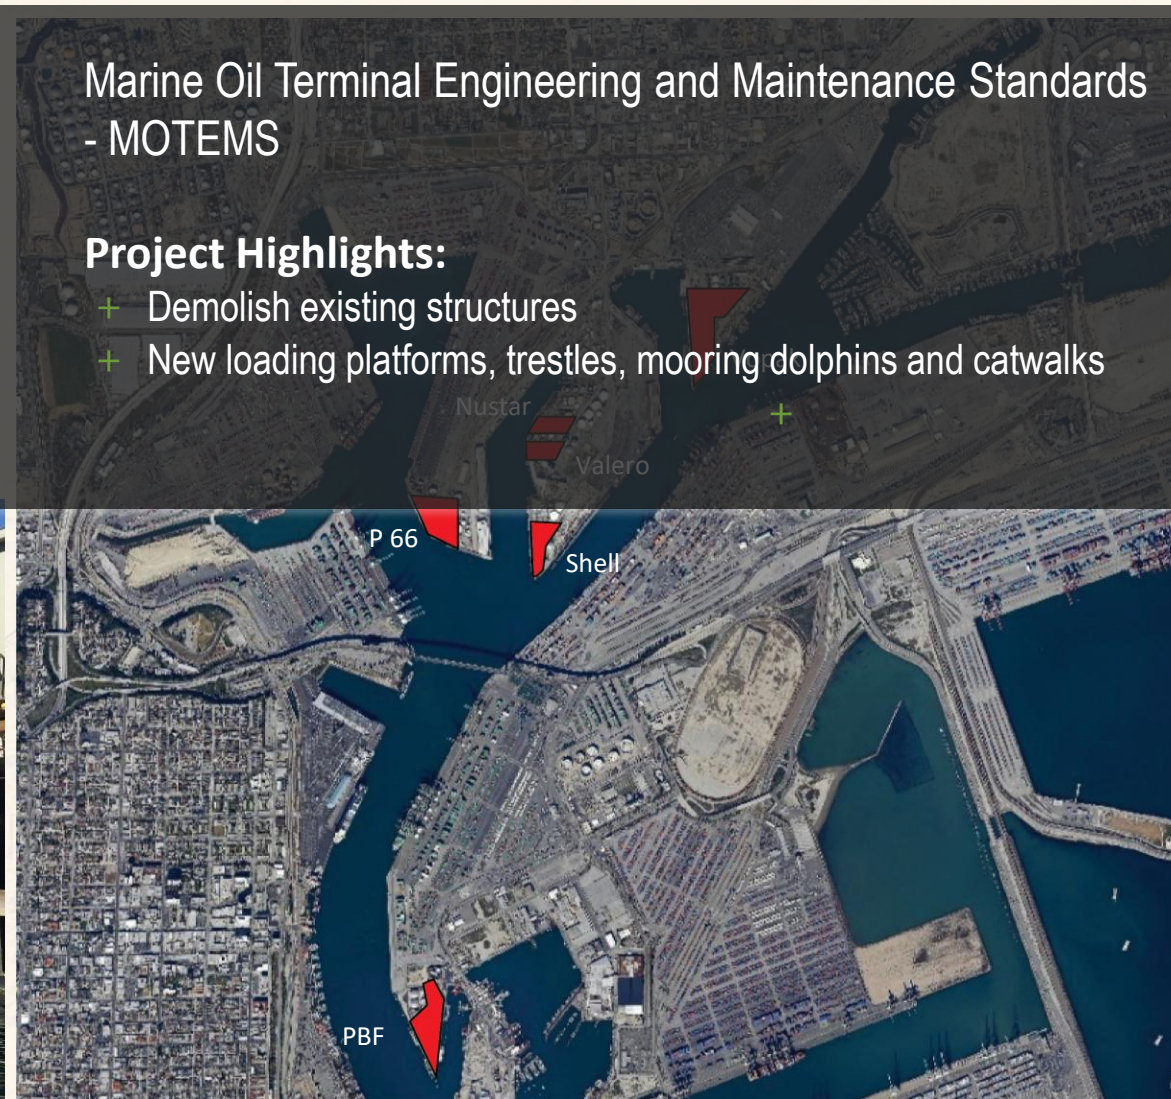 Marine Oil Terminal Engineering and Maintenance Standards
- MOTEMS
Project Highlights:
+ Demolish existing structures
+ New loading platforms, trestles, mooring dolphins and catwalks
+
Nustar
Valero
P 66
Shell
PBF